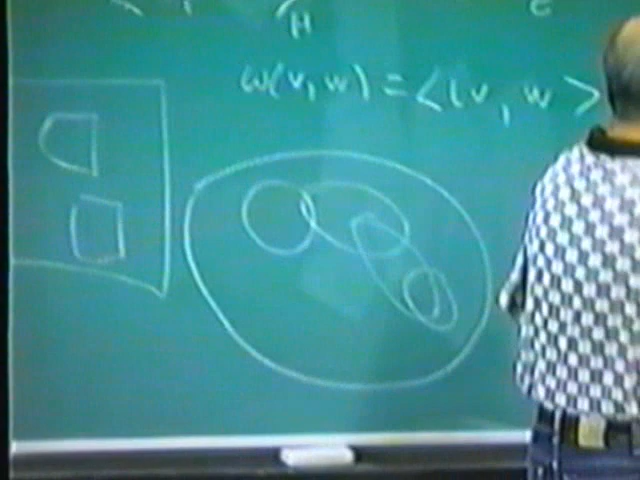 H
ω(v, w) = <iv, w>